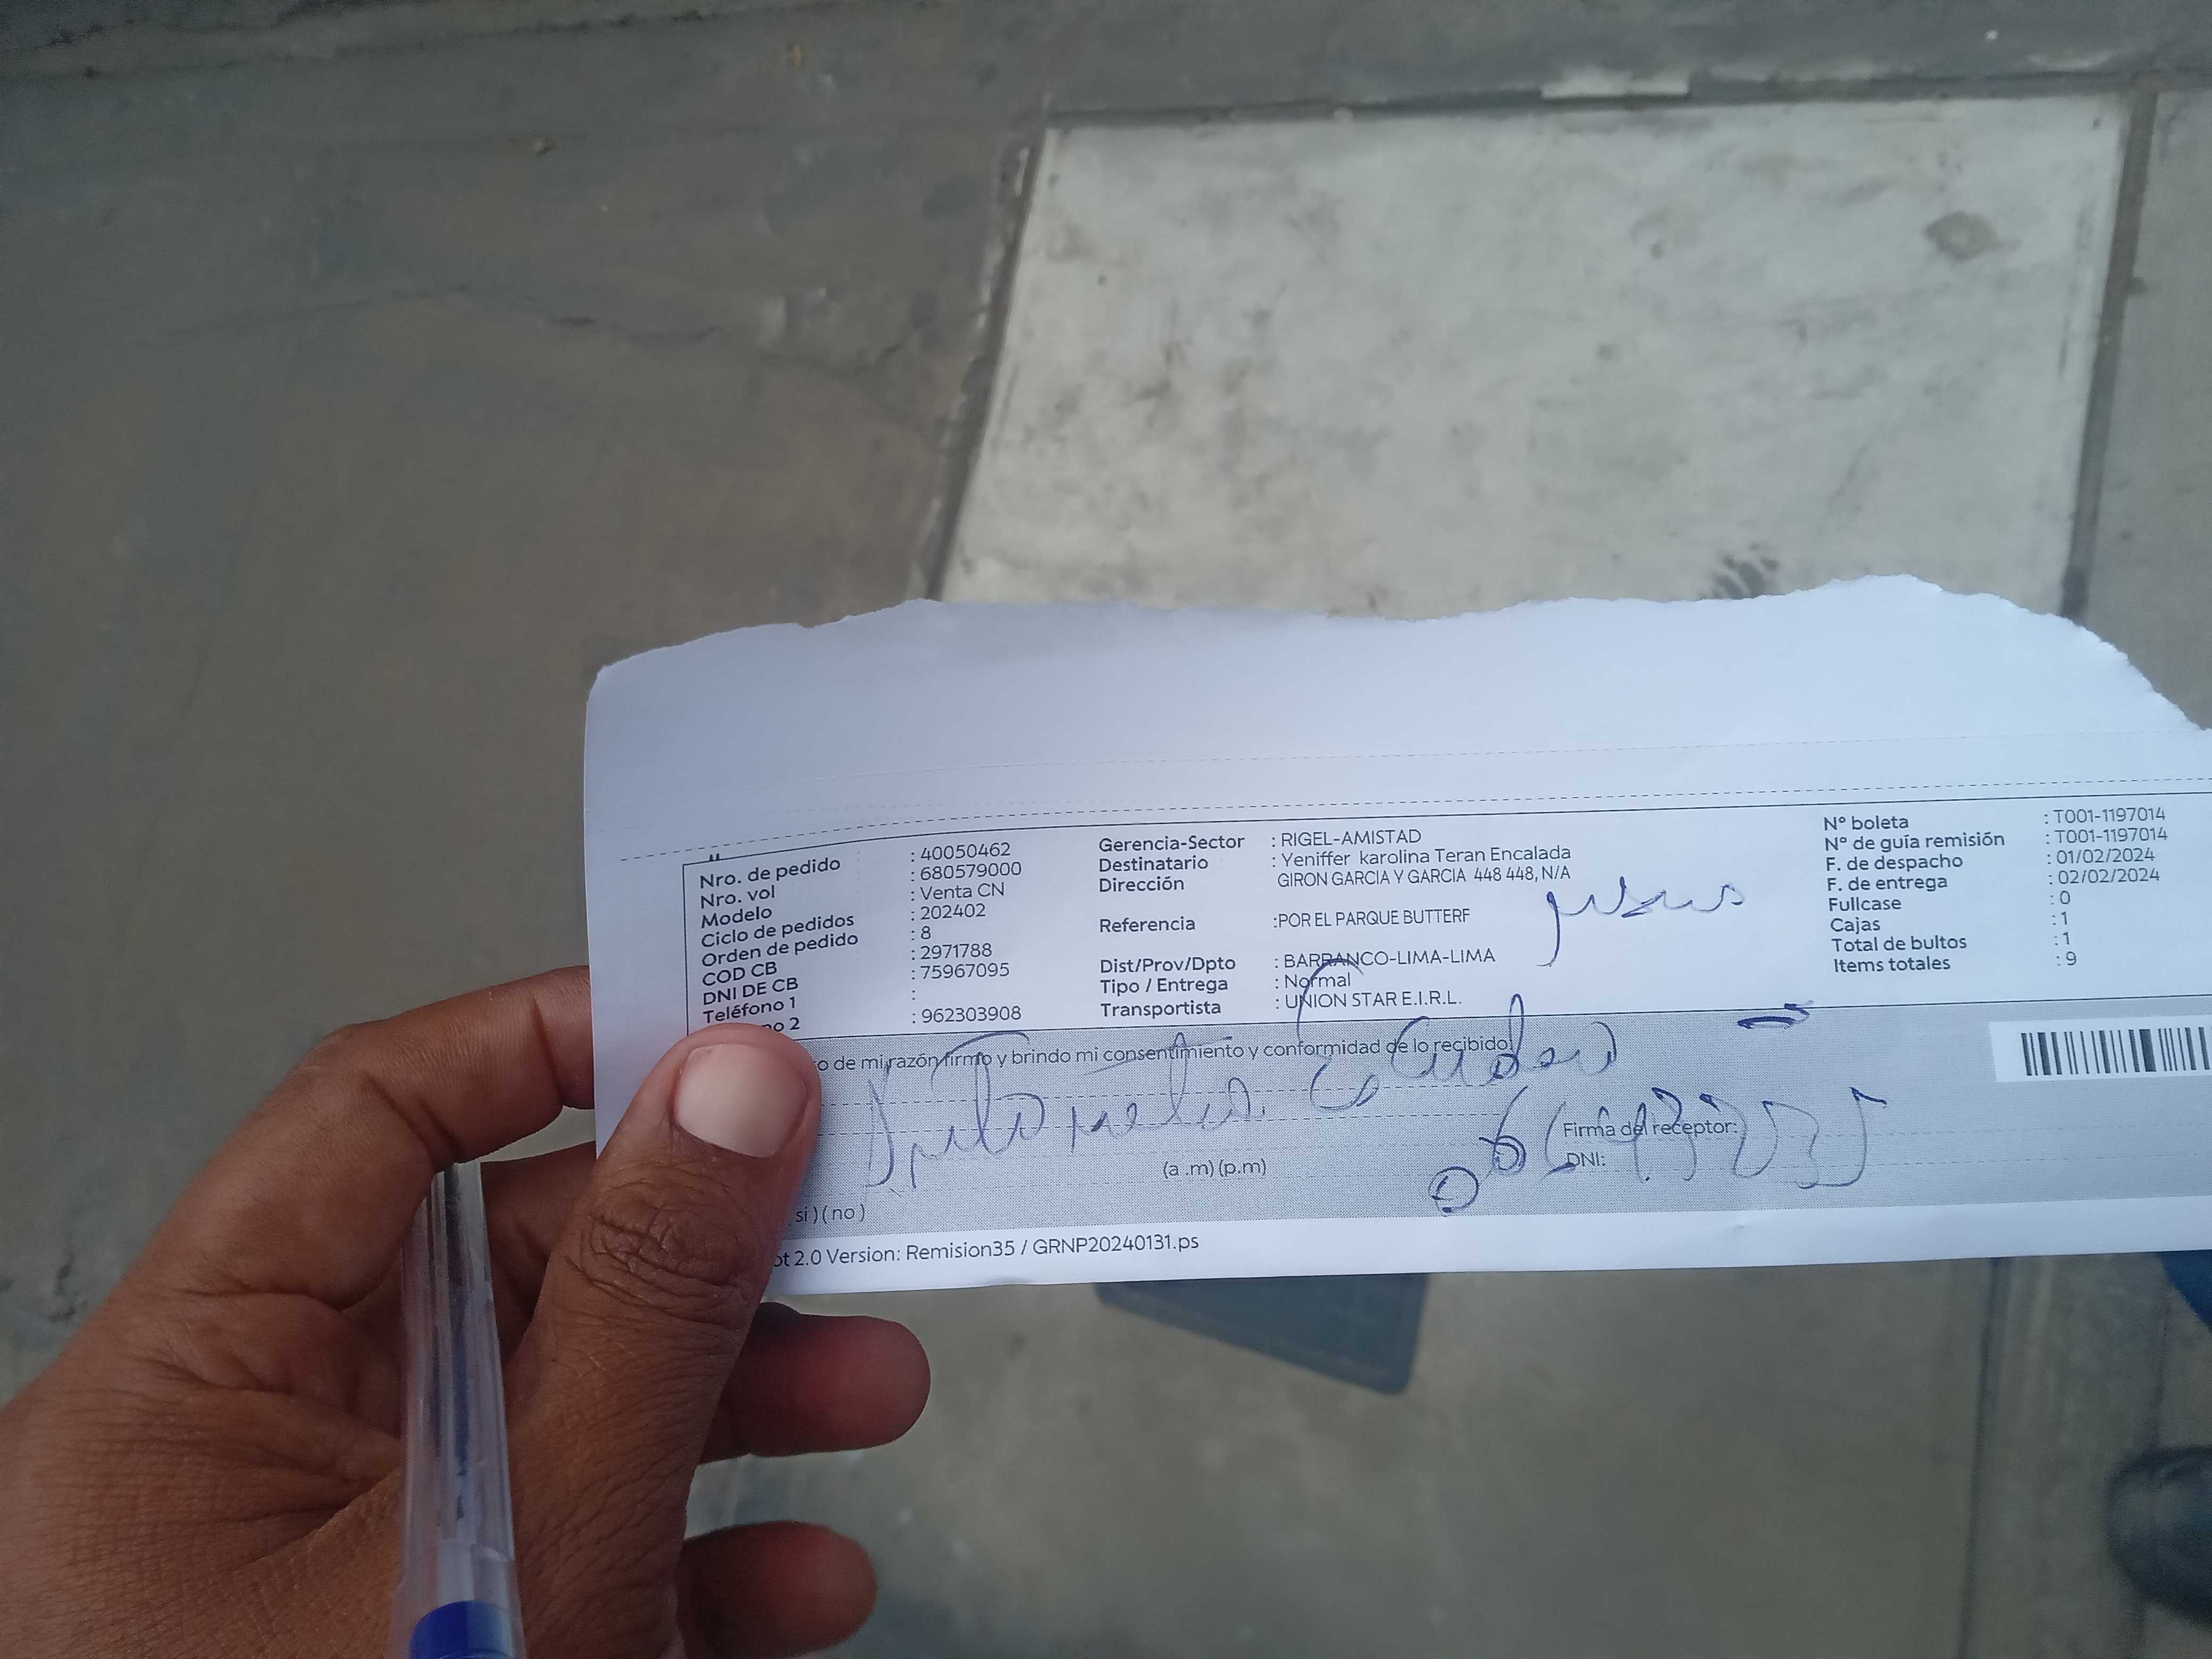 Nro. de pedido : 40050462
Nro. vol : 680579000
Modelo : Venta CN
Ciclo de pedidos : 202402
Orden de pedido : 8
COD CB : 2971788
DNI DE CB : 75967095
Teléfono 1 :
no 2 : 962303908
Gerencia-Sector : RIGEL-AMISTAD
Destinatario : Yeniffer karolina Teran Encalada
Dirección GIRON GARCIA Y GARCIA 448 448, N/A
Referencia :POR EL PARQUE BUTTERF
Dist/Prov/Dpto : BARRANCO-LIMA-LIMA
Tipo / Entrega : Normal
Transportista : UNION STAR E.I.R.L.
N° boleta : T001-1197014
N° de guía remisión : T001-1197014
F. de despacho : 01/02/2024
F. de entrega : 02/02/2024
Fullcase : 0
Cajas : 1
Total de bultos : 1
Items totales : 9
o de mi razón firmo y brindo mi consentimiento y conformidad de lo recibido
Firma del receptor:
(a .m) (p.m)
DNI:
si ) ( no )
ot 2.0 Version: Remision35 / GRNP20240131.ps